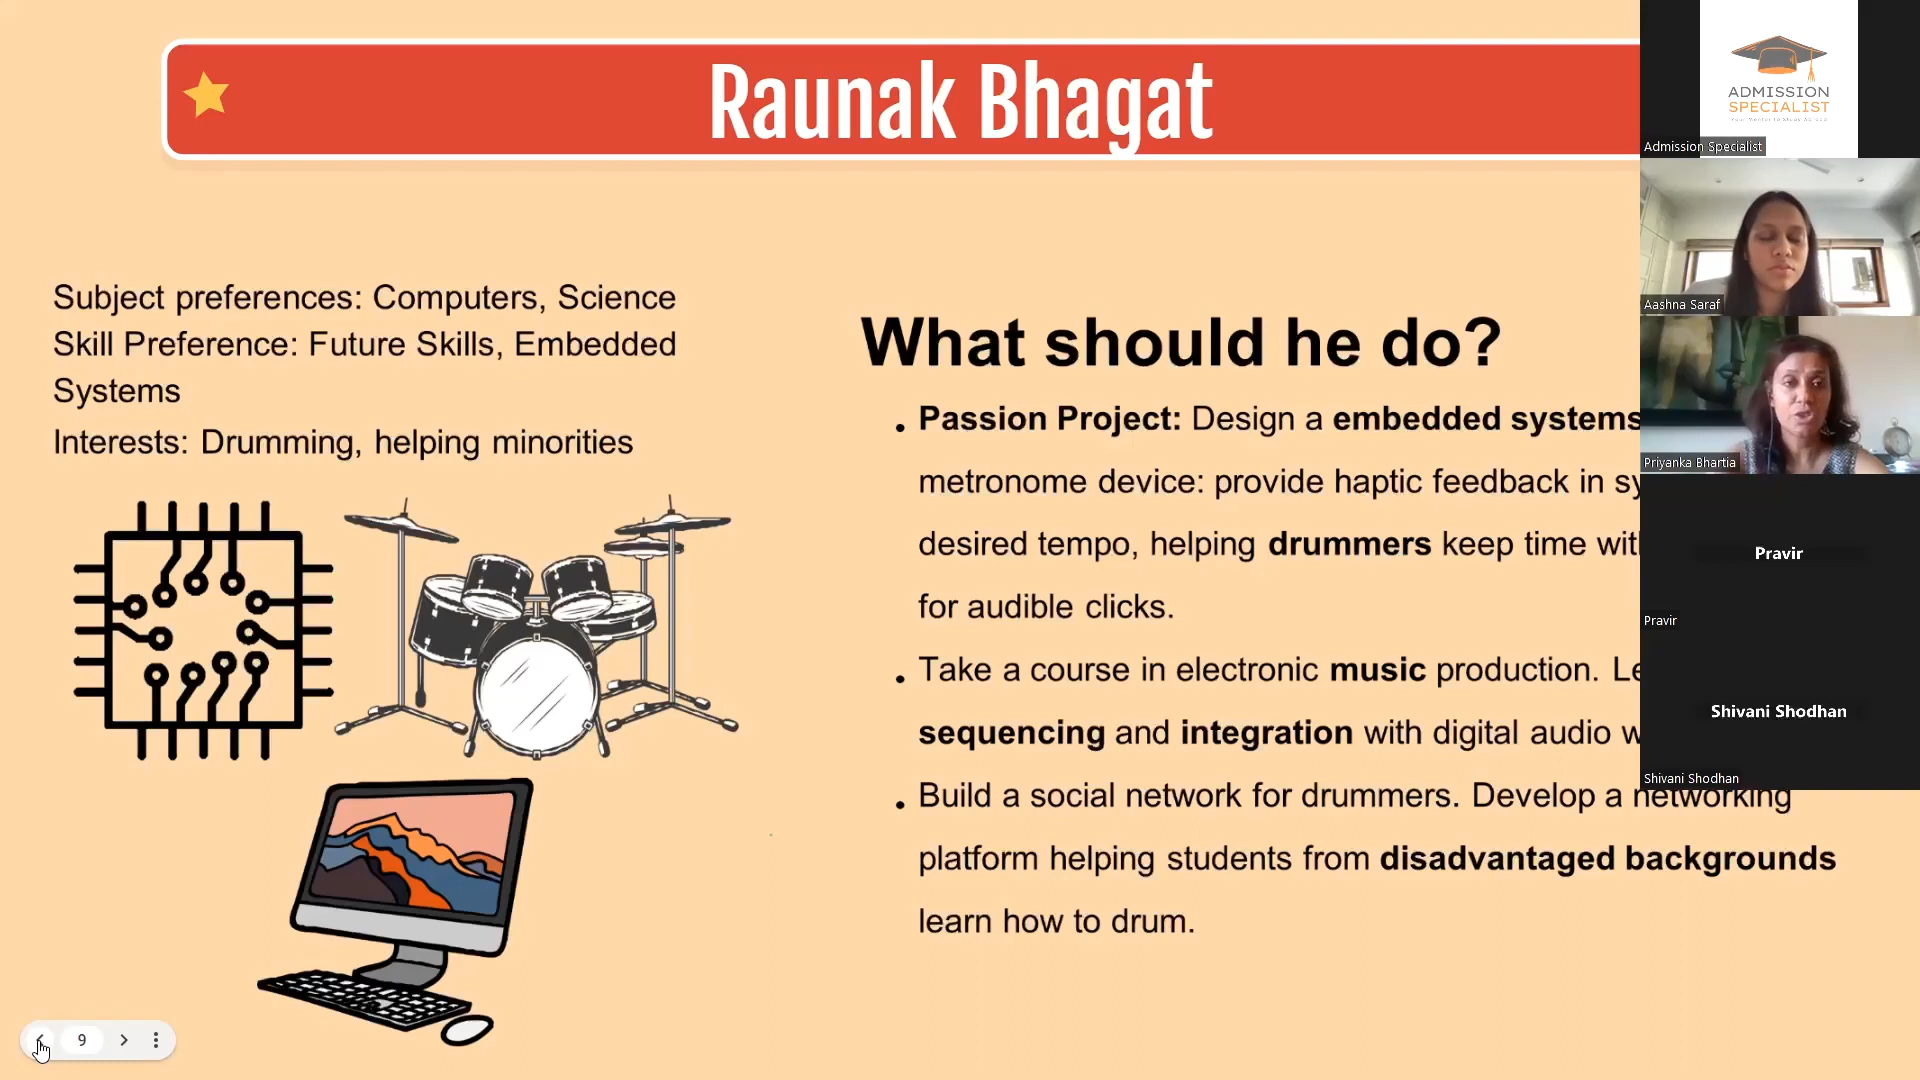 Raunak Bhagat
Subject preferences: Computers, Science
Skill Preference: Future Skills, Embedded
Systems
Interests: Drumming, helping minorities
What should he do?
Passion Project: Design a embedded systems
metronome device: provide haptic feedback in
desired tempo, helping drummers keep time
for audible clicks.
Take a course in electronic music production.
sequencing and integration with digital audio
Build a social network for drummers. Develop a networking
platform helping students from disadvantaged backgrounds
learn how to drum.
9
ADMISSION
SPECIALIST
Admission Specialist
Aashna Saraf
Priyanka Bhartia
Pravir
Pravir
Shivani Shodhan
Shivani Shodhan